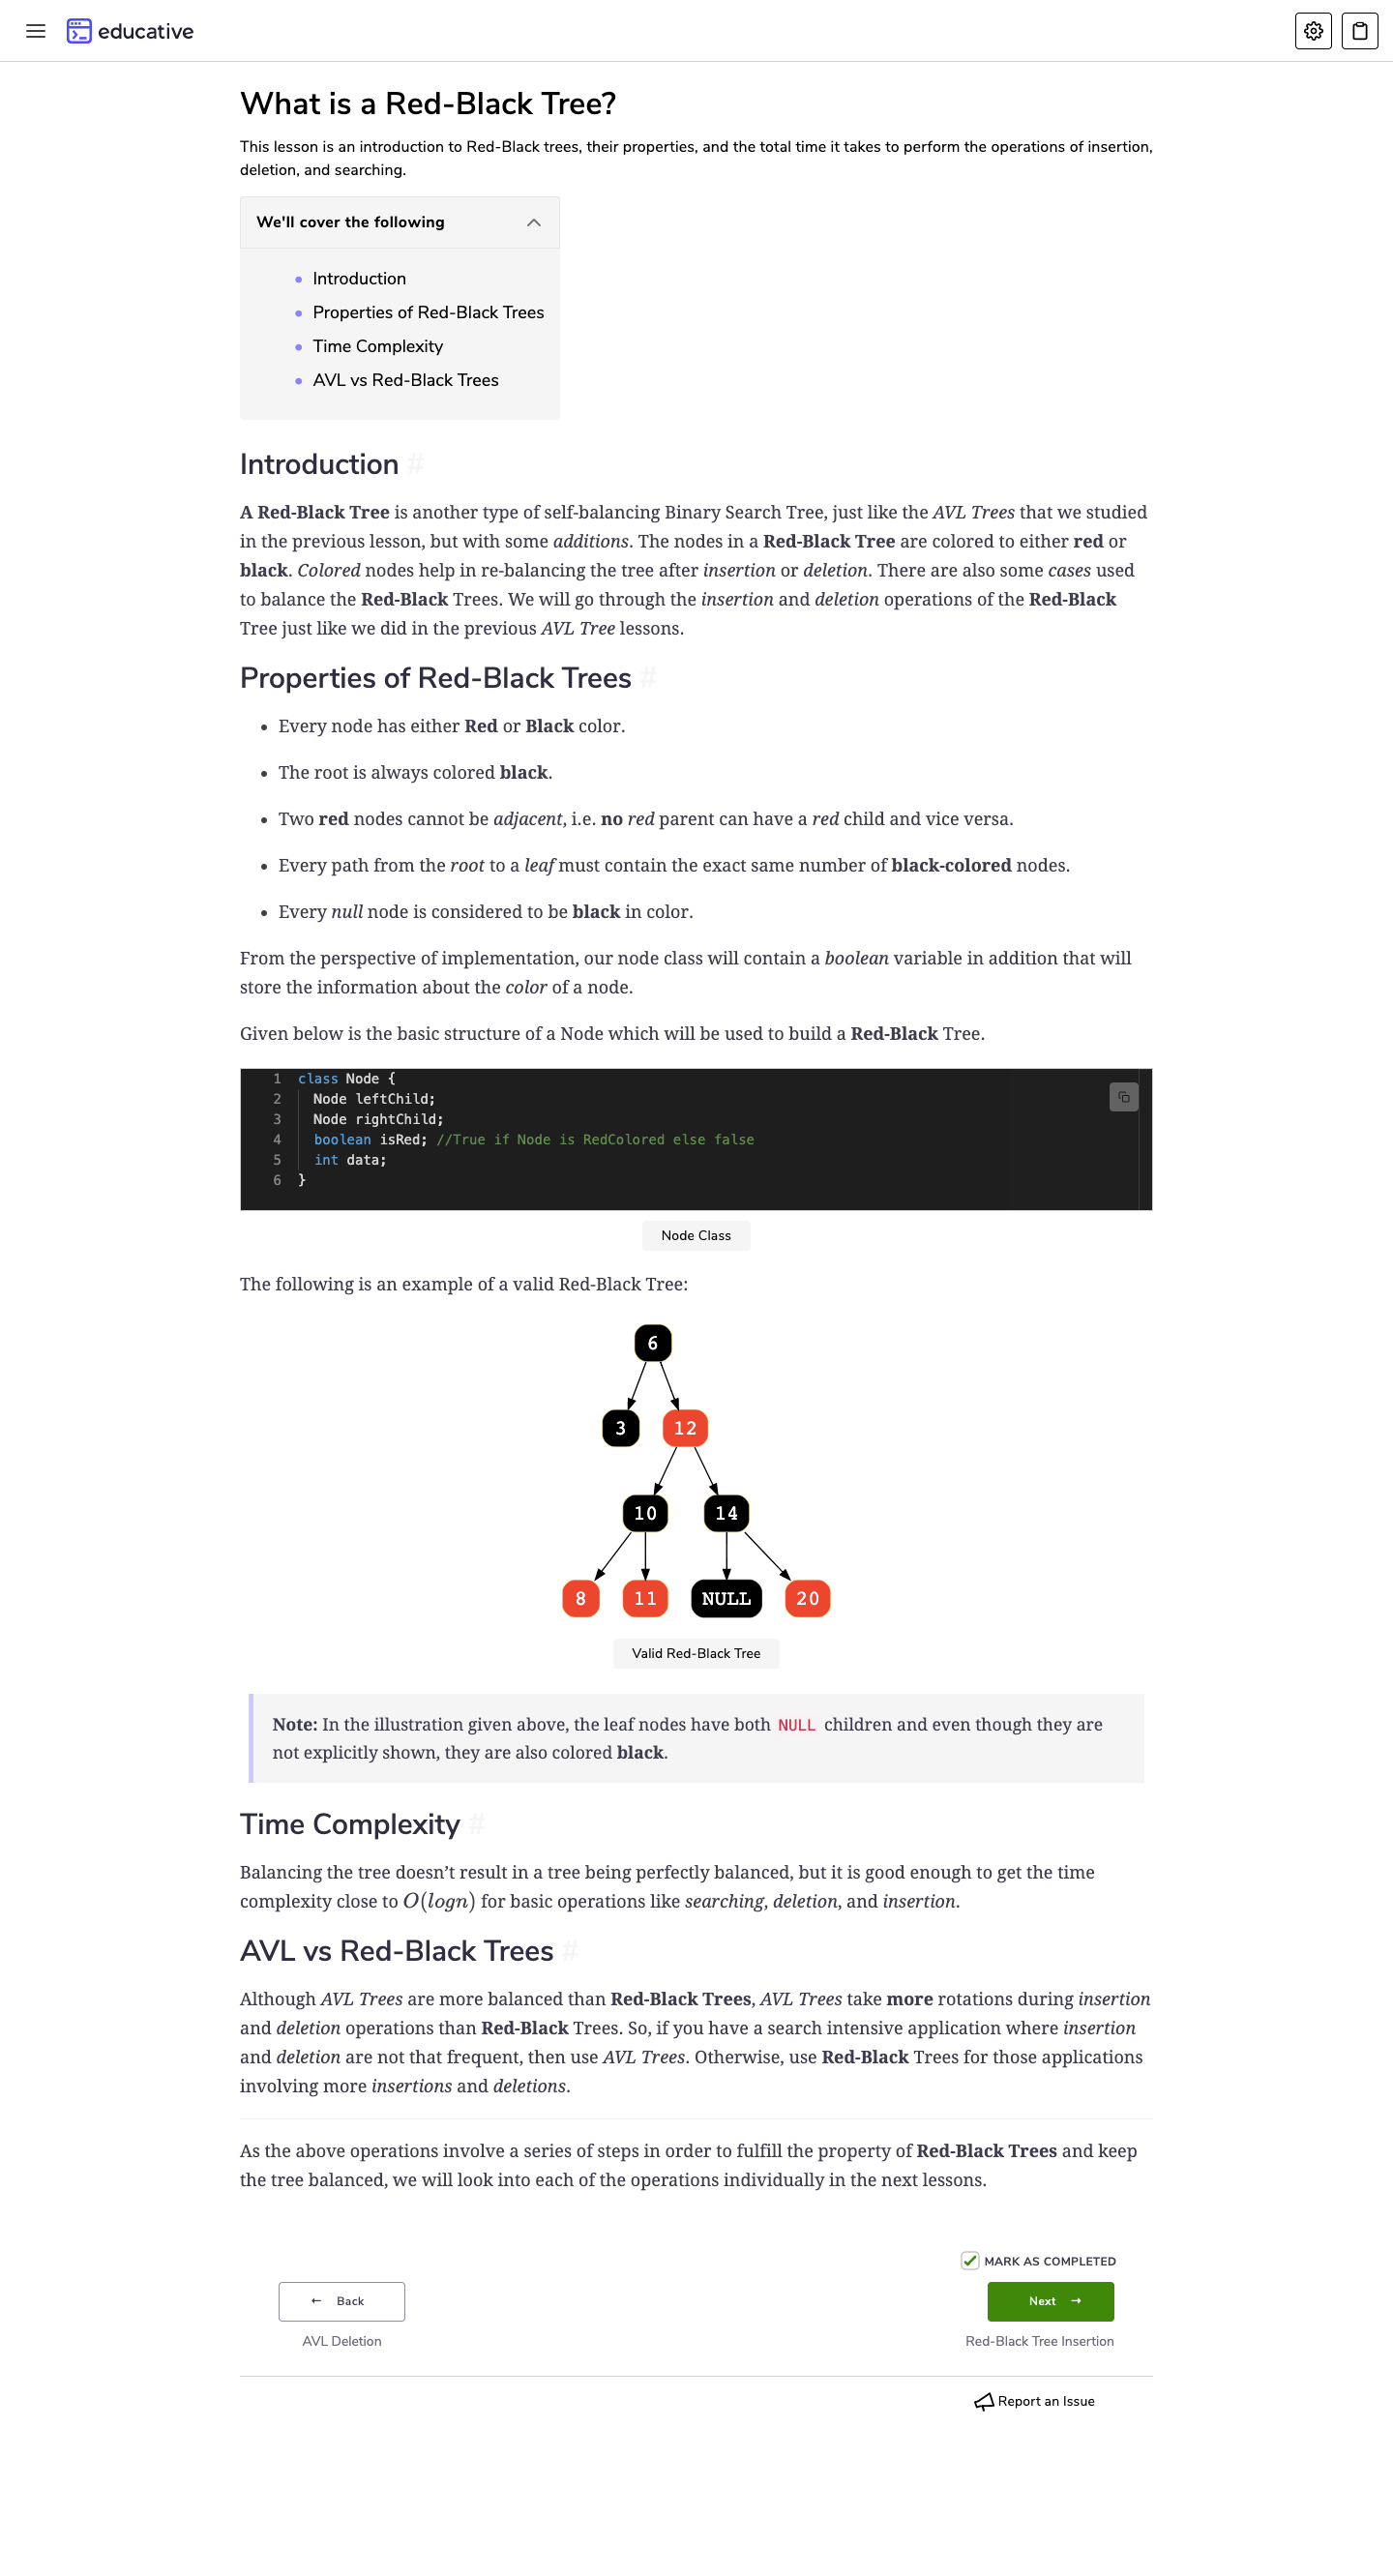 educative
What is a Red-Black Tree?
This lesson is an introduction to Red-Black trees, their properties, and the total time it takes to perform the operations of insertion,
deletion, and searching.
We'll cover the following
Introduction
Properties of Red-Black Trees
Time Complexity
AVL vs Red-Black Trees
Introduction #
A Red-Black Tree is another type of self-balancing Binary Search Tree, just like the AVL Trees that we studied
in the previous lesson, but with some additions. The nodes in a Red-Black Tree are colored to either red or
black. Colored nodes help in re-balancing the tree after insertion or deletion. There are also some cases used
to balance the Red-Black Trees. We will go through the insertion and deletion operations of the Red-Black
Tree just like we did in the previous AVL Tree lessons.
Properties of Red-Black Trees #
• Every node has either Red or Black color.
• The root is always colored black.
• Two red nodes cannot be adjacent, i.e. no red parent can have a red child and vice versa.
• Every path from the root to a leaf must contain the exact same number of black-colored nodes.
• Every null node is considered to be black in color.
From the perspective of implementation, our node class will contain a boolean variable in addition that will
store the information about the color of a node.
Given below is the basic structure of a Node which will be used to build a Red-Black Tree.
1 class Node {
2 Node leftChild;
3 Node rightChild;
4 boolean isRed; //True if Node is RedColored else false
5 int data;
6 }
Node Class
The following is an example of a valid Red-Black Tree:
6
3 12
10 14
8 11 NULL 20
Valid Red-Black Tree
Note: In the illustration given above, the leaf nodes have both NULL children and even though they are
not explicitly shown, they are also colored black.
Time Complexity #
Balancing the tree doesn’t result in a tree being perfectly balanced, but it is good enough to get the time
complexity close to O(logn) for basic operations like searching, deletion, and insertion.
AVL vs Red-Black Trees #
Although AVL Trees are more balanced than Red-Black Trees, AVL Trees take more rotations during insertion
and deletion operations than Red-Black Trees. So, if you have a search intensive application where insertion
and deletion are not that frequent, then use AVL Trees. Otherwise, use Red-Black Trees for those applications
involving more insertions and deletions.
As the above operations involve a series of steps in order to fulfill the property of Red-Black Trees and keep
the tree balanced, we will look into each of the operations individually in the next lessons.
MARK AS COMPLETED
← Back
Next →
AVL Deletion
Red-Black Tree Insertion
Report an Issue